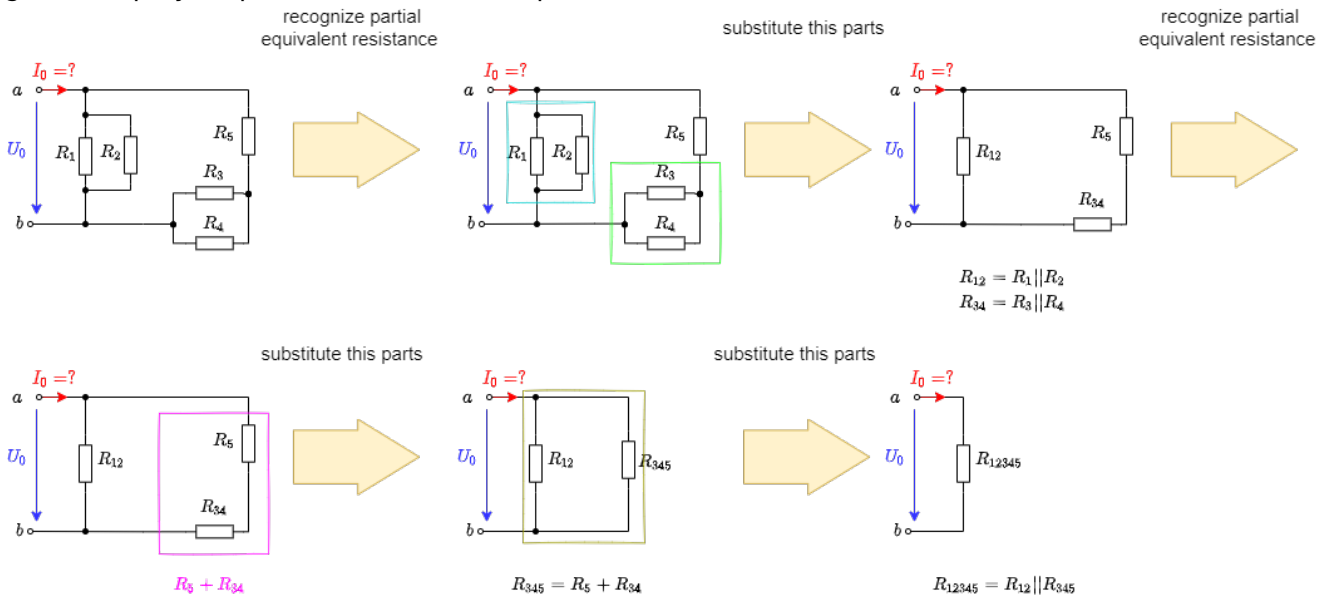 recognize partial
equivalent resistance
substitute this parts
recognize partial
equivalent resistance
I₀ =?
a
U₀
R₁
R₂
R₅
R₃
R₄
b
I₀ =?
a
U₀
R₁
R₂
R₅
R₃
R₄
b
I₀ =?
a
U₀
R₁₂
R₅
R₃₄
b
R₁₂ = R₁||R₂
R₃₄ = R₃||R₄
substitute this parts
substitute this parts
I₀ =?
a
U₀
R₁₂
R₅
R₃₄
b
R₅ + R₃₄
I₀ =?
a
U₀
R₁₂
R₃₄₅
b
R₃₄₅ = R₅ + R₃₄
I₀ =?
a
U₀
R₁₂₃₄₅
b
R₁₂₃₄₅ = R₁₂||R₃₄₅